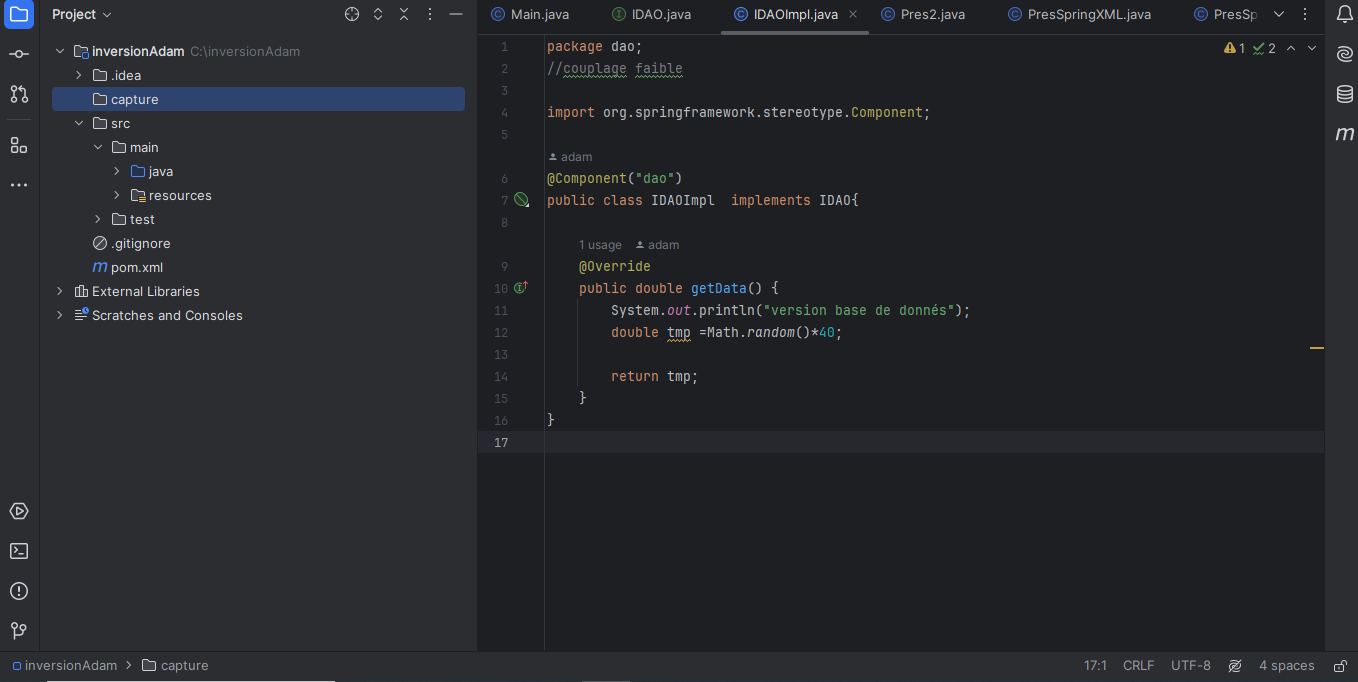 Project
Main.java
IDAO.java
IDAOImpl.java
Pres2.java
PresSpringXML.java
PresSp
inversionAdam C:\inversionAdam
.idea
capture
src
main
java
resources
test
.gitignore
m pom.xml
External Libraries
Scratches and Consoles
1 2
1 package dao;
2 //couplage faible
3
4 import org.springframework.stereotype.Component;
5
adam
6 @Component("dao")
7 public class IDAOImpl  implements IDAO{
8
1 usage adam
9 @Override
10 public double getData() {
11 System.out.println("version base de donnés");
12 double tmp =Math.random()*40;
13
14 return tmp;
15 }
16 }
17
m
inversionAdam > capture
17:1 CRLF UTF-8 4 spaces